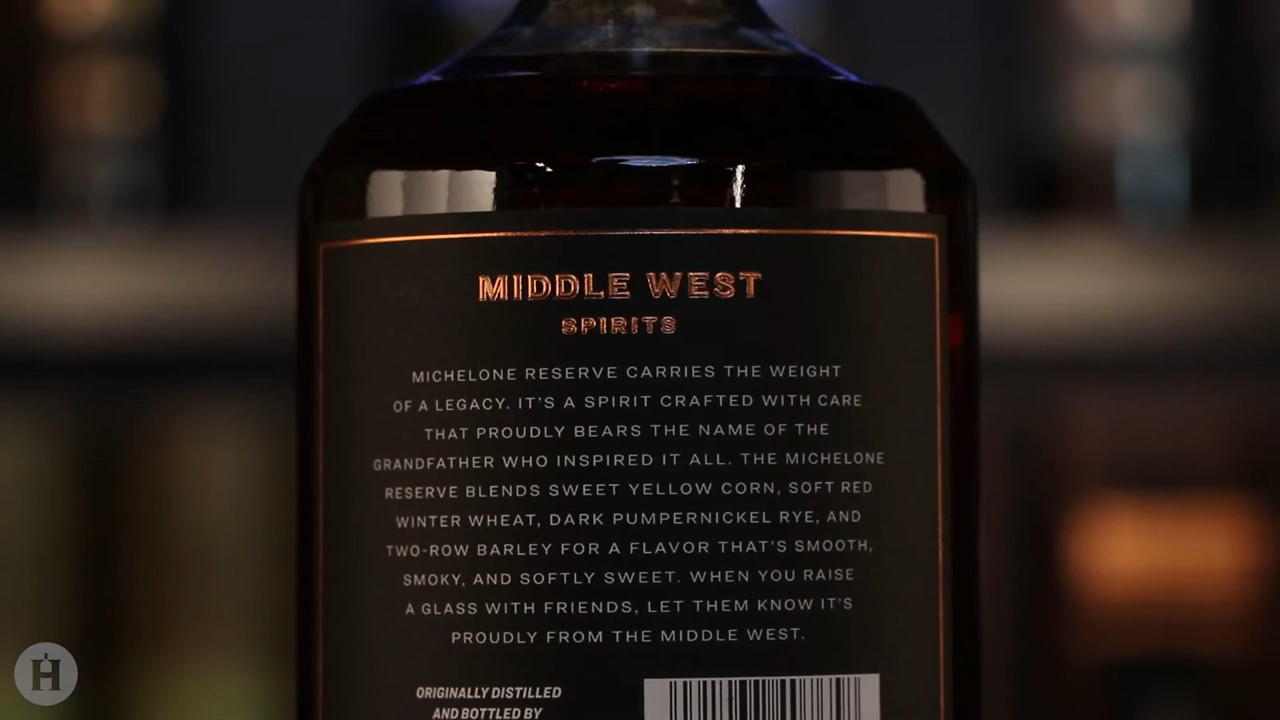 MIDDLE WEST
SPIRITS
MICHELONE RESERVE CARRIES THE WEIGHT
OF A LEGACY. IT'S A SPIRIT CRAFTED WITH CARE
THAT PROUDLY BEARS THE NAME OF THE
GRANDFATHER WHO INSPIRED IT ALL. THE MICHELONE
RESERVE BLENDS SWEET YELLOW CORN, SOFT RED
WINTER WHEAT, DARK PUMPERNICKEL RYE, AND
TWO-ROW BARLEY FOR A FLAVOR THAT'S SMOOTH,
SMOKY, AND SOFTLY SWEET. WHEN YOU RAISE
A GLASS WITH FRIENDS, LET THEM KNOW IT'S
PROUDLY FROM THE MIDDLE WEST.
ORIGINALLY DISTILLED
AND BOTTLED BY
H